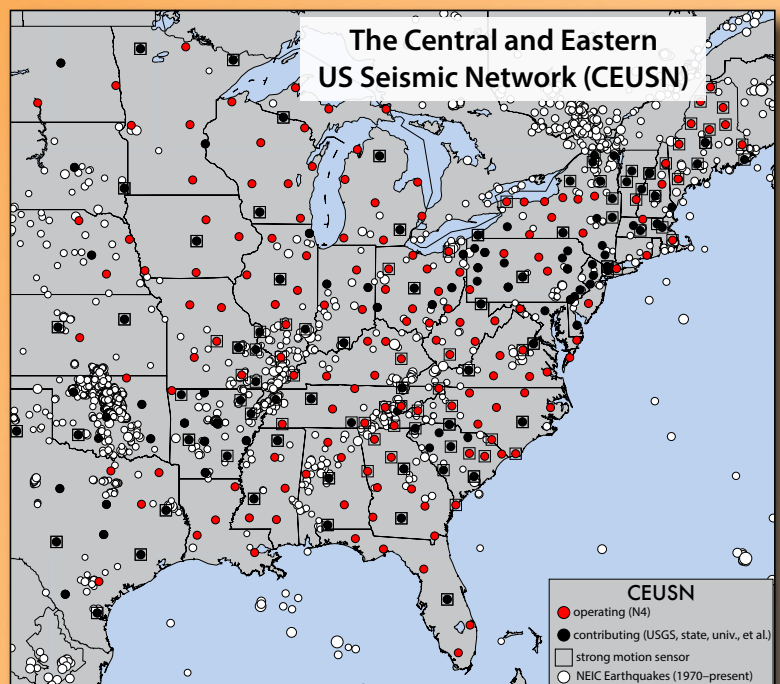 The Central and Eastern
US Seismic Network (CEUSN)
CEUSN
operating (N4)
contributing (USGS, state, univ., et al.)
strong motion sensor
NEIC Earthquakes (1970–present)